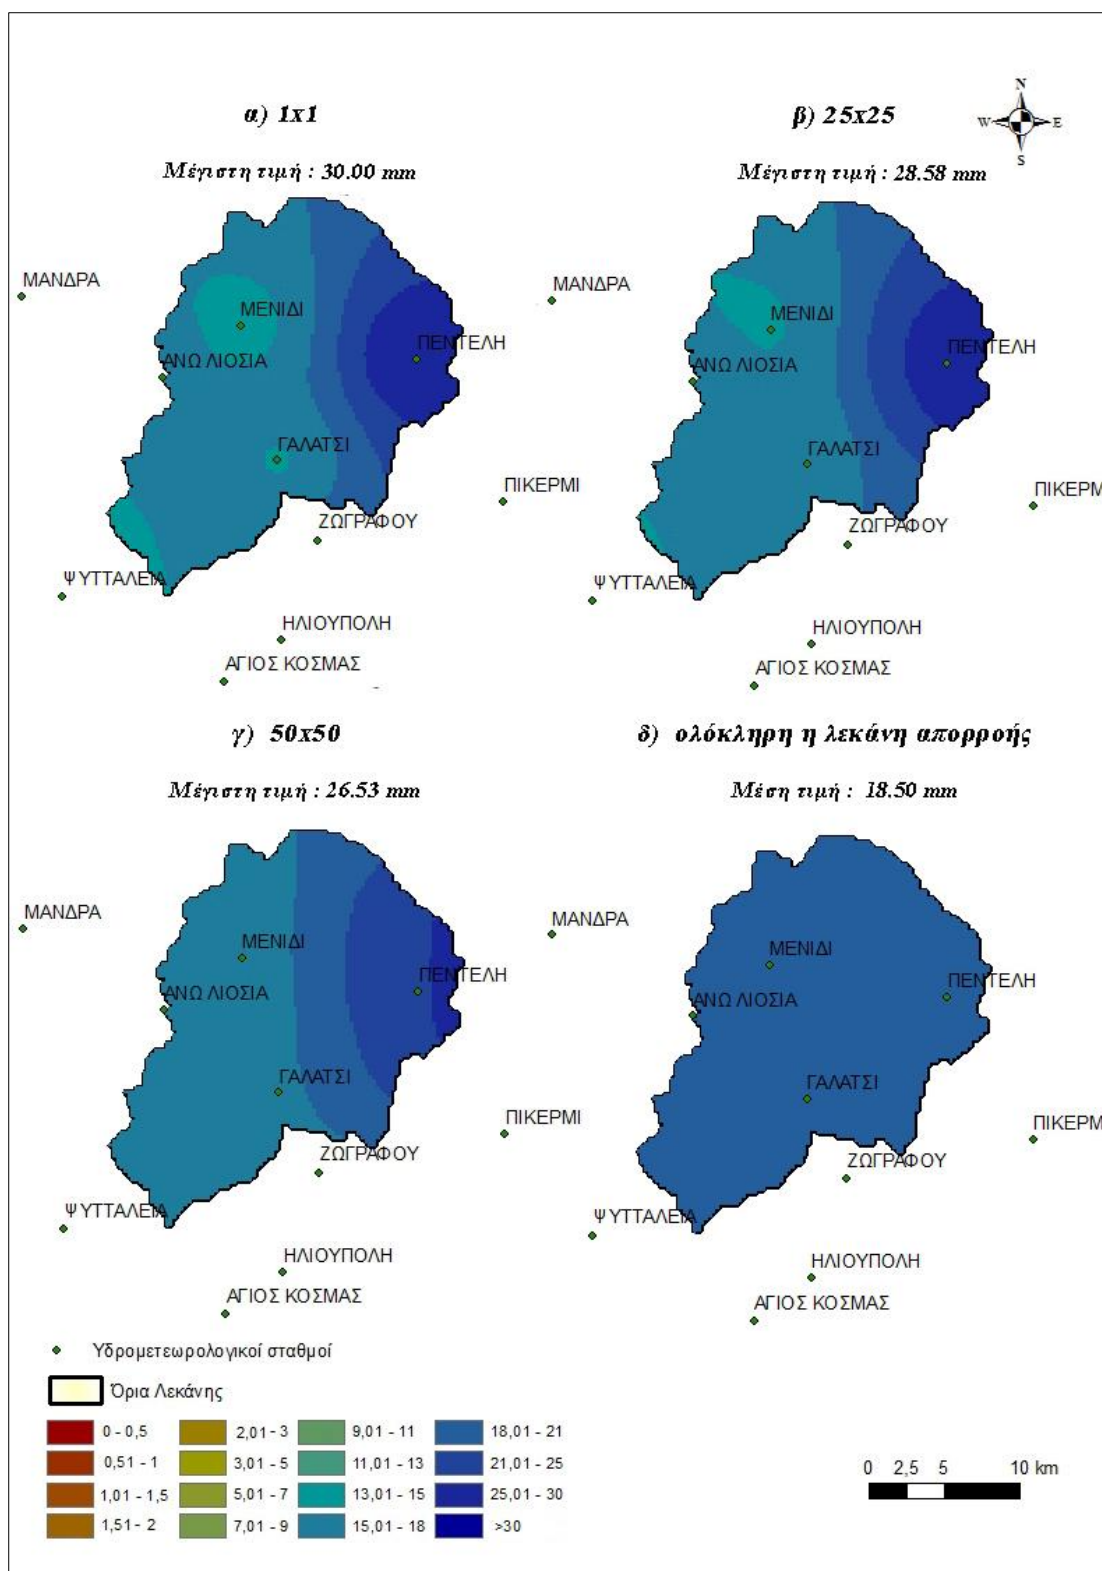 N
W E
S
α) 1x1
Μέγιστη τιμή : 30.00 mm
ΜΑΝΔΡΑ
ΜΕΝΙΔΙ
ΠΕΝΤΕΛΗ
ΑΝΩ ΛΙΟΣΙΑ
ΓΑΛΑΤΣΙ
ΠΙΚΕΡΜΙ
ΖΩΓΡΑΦΟΥ
ΨΥΤΤΑΛΕΙΑ
ΗΛΙΟΥΠΟΛΗ
ΑΓΙΟΣ ΚΟΣΜΑΣ
β) 25x25
Μέγιστη τιμή : 28.58 mm
ΜΑΝΔΡΑ
ΜΕΝΙΔΙ
ΠΕΝΤΕΛΗ
ΑΝΩ ΛΙΟΣΙΑ
ΓΑΛΑΤΣΙ
ΠΙΚΕΡΜΙ
ΖΩΓΡΑΦΟΥ
ΨΥΤΤΑΛΕΙΑ
ΗΛΙΟΥΠΟΛΗ
ΑΓΙΟΣ ΚΟΣΜΑΣ
γ) 50x50
Μέγιστη τιμή : 26.53 mm
ΜΑΝΔΡΑ
ΜΕΝΙΔΙ
ΠΕΝΤΕΛΗ
ΑΝΩ ΛΙΟΣΙΑ
ΓΑΛΑΤΣΙ
ΠΙΚΕΡΜΙ
ΖΩΓΡΑΦΟΥ
ΨΥΤΤΑΛΕΙΑ
ΗΛΙΟΥΠΟΛΗ
ΑΓΙΟΣ ΚΟΣΜΑΣ
δ) ολόκληρη η λεκάνη απορροής
Μέση τιμή : 18.50 mm
ΜΑΝΔΡΑ
ΜΕΝΙΔΙ
ΠΕΝΤΕΛΗ
ΑΝΩ ΛΙΟΣΙΑ
ΓΑΛΑΤΣΙ
ΠΙΚΕΡΜΙ
ΖΩΓΡΑΦΟΥ
ΨΥΤΤΑΛΕΙΑ
ΗΛΙΟΥΠΟΛΗ
ΑΓΙΟΣ ΚΟΣΜΑΣ
Υδρομετεωρολογικοί σταθμοί
Όρια Λεκάνης
0 - 0,5 2,01 - 3 9,01 - 11 18,01 - 21
0,51 - 1 3,01 - 5 11,01 - 13 21,01 - 25
1,01 - 1,5 5,01 - 7 13,01 - 15 25,01 - 30
1,51 - 2 7,01 - 9 15,01 - 18 >30
0 2,5 5 10 km